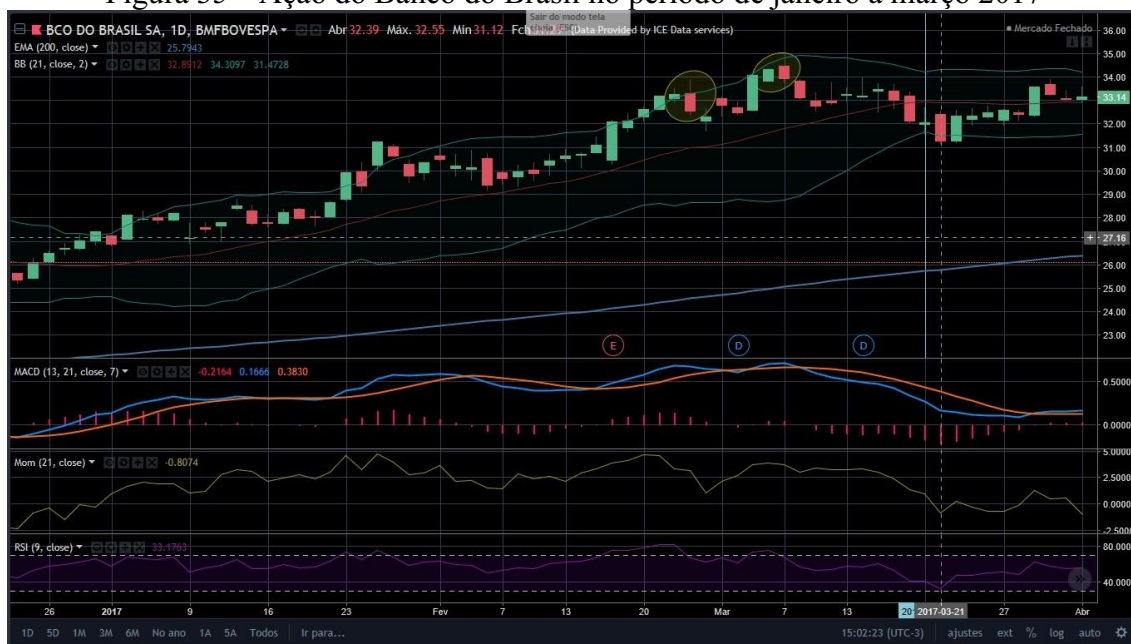 Figura 35 – Ação do Banco do Brasil no período de janeiro a março 2017
Sair do modo tela
BCO DO BRASIL SA, 1D, BMFBOVESPA Abr 32.39 Máx. 32.55 Mín 31.12 (Data Provided by ICE Data services)
Mercado Fechado
EMA (200, close) 25.7943
BB (21, close, 2) 32.8912 34.3097 31.4728
36.00
35.00
34.00
33.14
32.00
31.00
30.00
29.00
28.00
27.16
26.00
25.00
24.00
23.00
E D D
MACD (13, 21, close, 7) -0.2164 0.1666 0.3830
0.5000
0.0000
Mom (21, close) -0.8074
5.0000
2.5000
0.0000
-2.5000
RSI (9, close) 33.1763
80.0000
40.0000
26 2017 9 16 23 Fev 7 13 20 Mar 7 13 2017-03-21 27 Abr
1D 5D 1M 3M 6M No ano 1A 5A Todos Ir para... 15:02:23 (UTC-3) ajustes ext % log auto